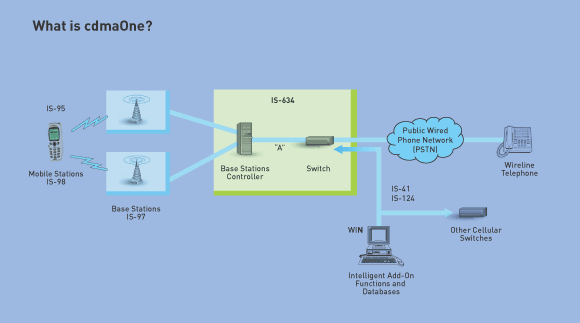 What is cdmaOne?
IS-95
Mobile Stations
IS-98
Base Stations
IS-97
IS-634
"A"
Base Stations
Controller
Switch
Public Wired
Phone Network
(PSTN)
Wireline
Telephone
IS-41
IS-124
WIN
Intelligent Add-On
Functions and
Databases
Other Cellular
Switches